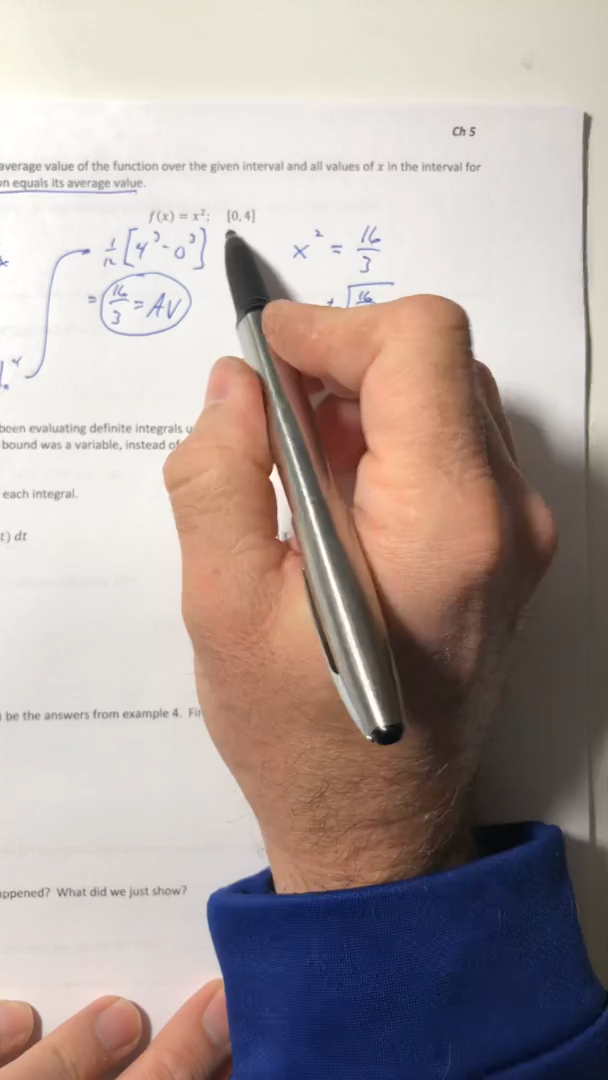 Ch 5
average value of the function over the given interval and all values of x in the interval for
n equals its average value.
f(x) = x²; [0, 4]
1/12 [4³ - 0³]
x² = 16/3
= 16/3 = AV
± √16
been evaluating definite integrals u
bound was a variable, instead of
each integral.
t) dt
be the answers from example 4. Fi
ppened? What did we just show?